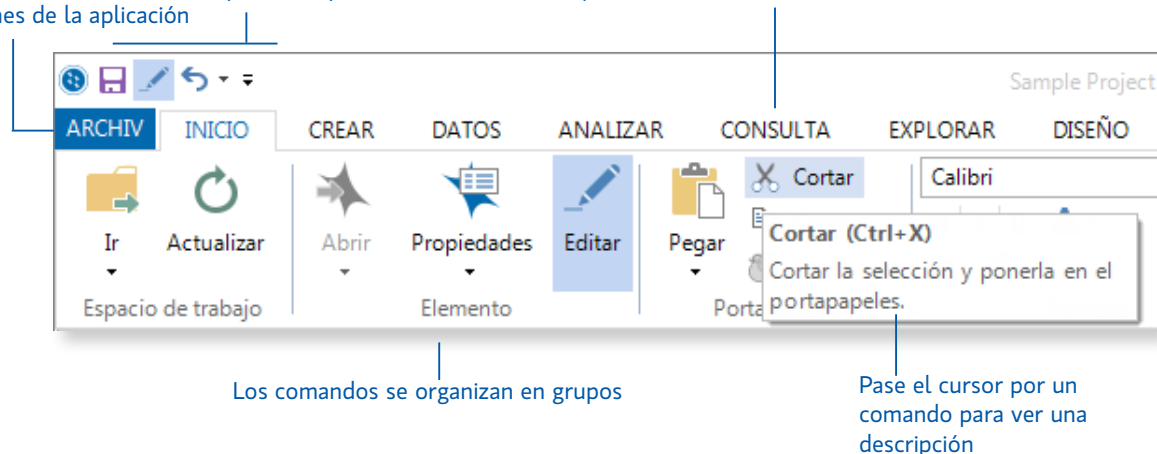 nes de la aplicación
Sample Project
ARCHIV INICIO CREAR DATOS ANALIZAR CONSULTA EXPLORAR DISEÑO
Cortar
Calibri
Ir
Actualizar
Abrir
Propiedades
Editar
Pegar
Cortar (Ctrl+X)
Cortar la selección y ponerla en el
portapapeles.
Espacio de trabajo
Elemento
Porta
Los comandos se organizan en grupos
Pase el cursor por un
comando para ver una
descripción